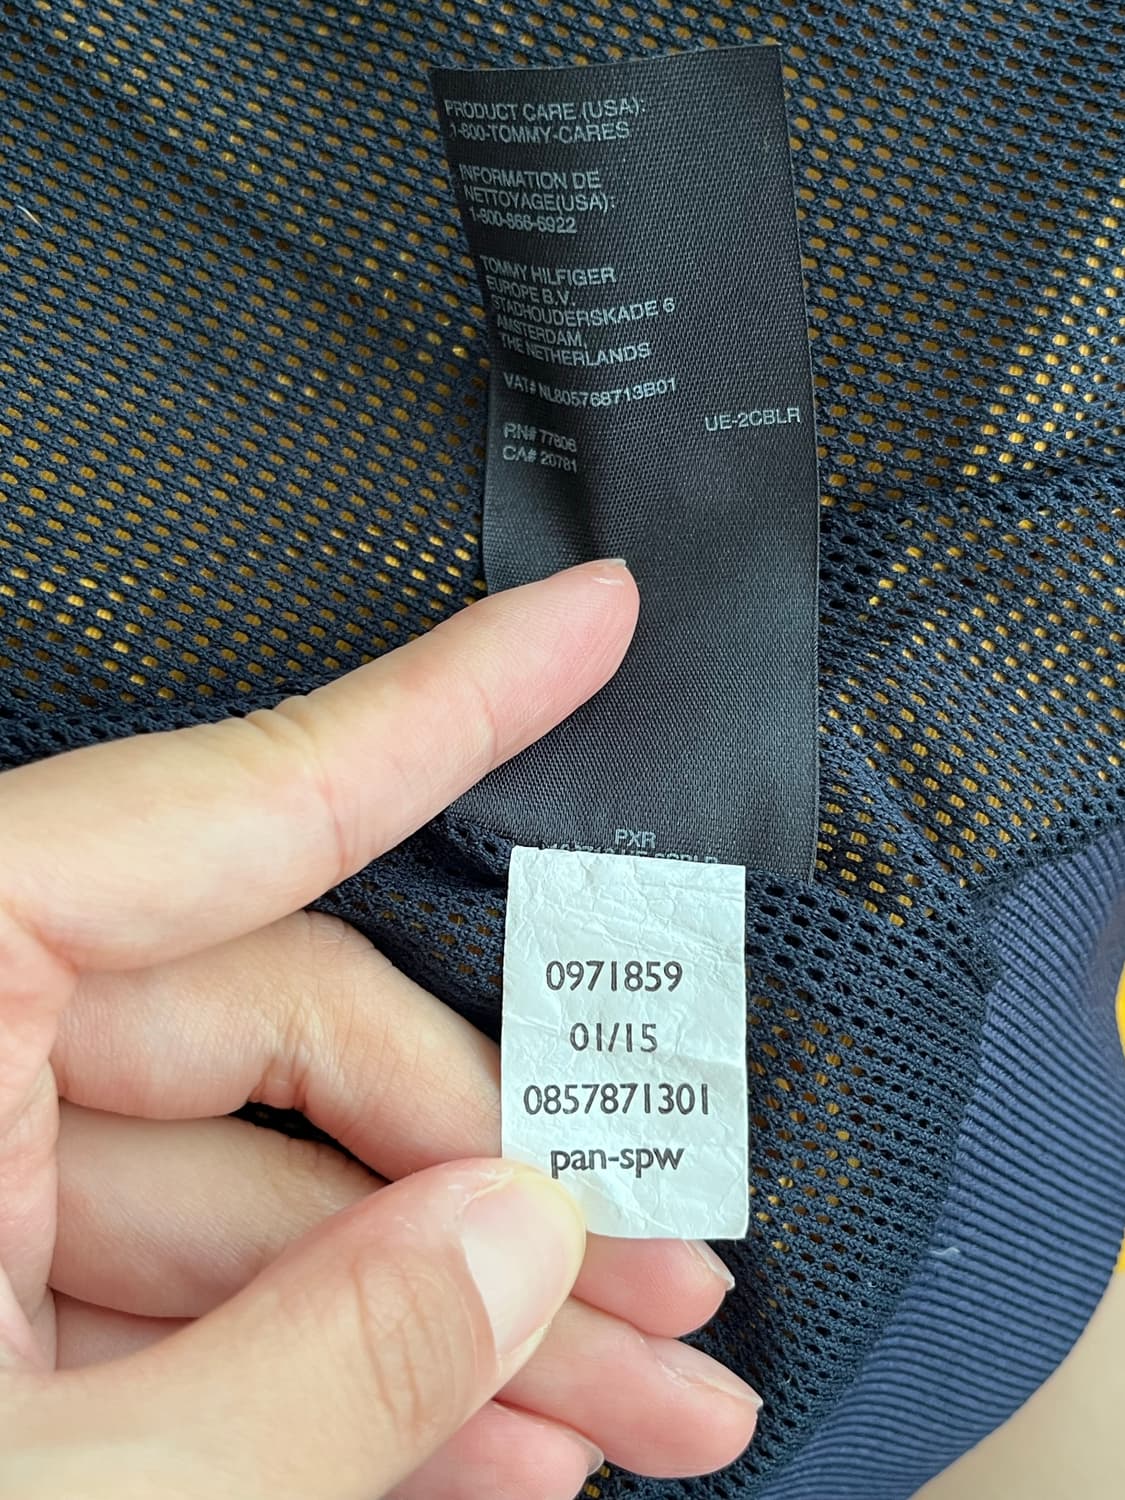 PRODUCT CARE (USA):
1-800-TOMMY-CARES
INFORMATION DE
NETTOYAGE(USA):
1-800-866-6922
TOMMY HILFIGER
EUROPE B.V.
STADHOUDERSKADE 6
AMSTERDAM,
THE NETHERLANDS
VAT# NL805768713B01
UE-2CBLR
RN# 77806
CA# 20781
PXR
0971859
01/15
0857871301
pan-spw